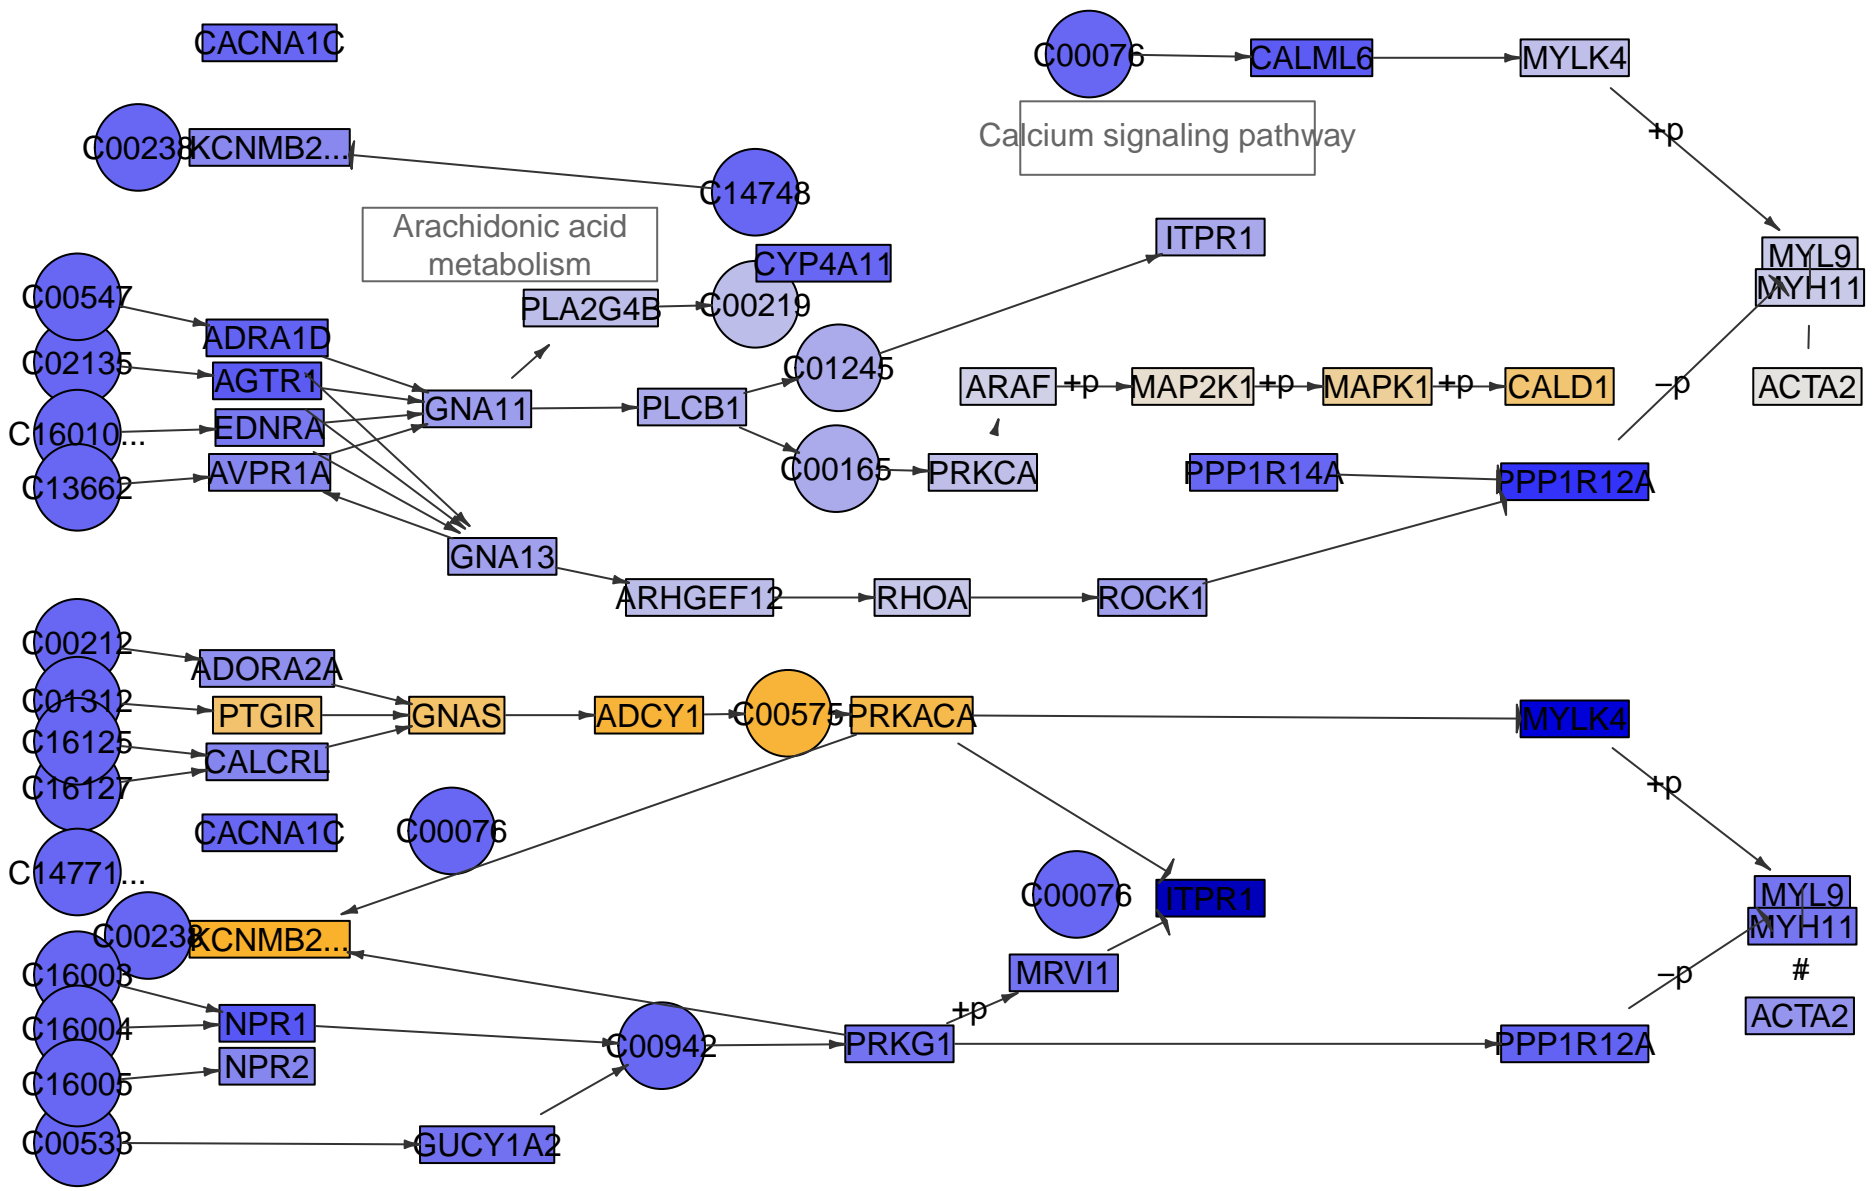 CACNA1C
C00076
CALML6
MYLK4
+p
Calcium signaling pathway
C00238
KCNMB2...
C14748
Arachidonic acid
metabolism
ITPR1
CYP4A11
MYL9
MYH11
C00547
PLA2G4B
C00219
ADRA1D
C02135
AGTR1
C01245
ARAF
+p
MAP2K1
+p
MAPK1
+p
CALD1
–p
ACTA2
GNA11
PLCB1
C16010...
EDNRA
C13662
AVPR1A
C00165
PRKCA
PPP1R14A
PPP1R12A
GNA13
ARHGEF12
RHOA
ROCK1
C00212
ADORA2A
C01312
PTGIR
GNAS
ADCY1
C00575
PRKACA
MYLK4
C16125
CALCRL
C16127
+p
CACNA1C
C00076
C14771...
C00076
ITPR1
MYL9
MYH11
C00238
KCNMB2...
C16003
MRVI1
–p
#
+p
C16004
NPR1
ACTA2
C00942
PRKG1
PPP1R12A
NPR2
C16005
C00533
GUCY1A2